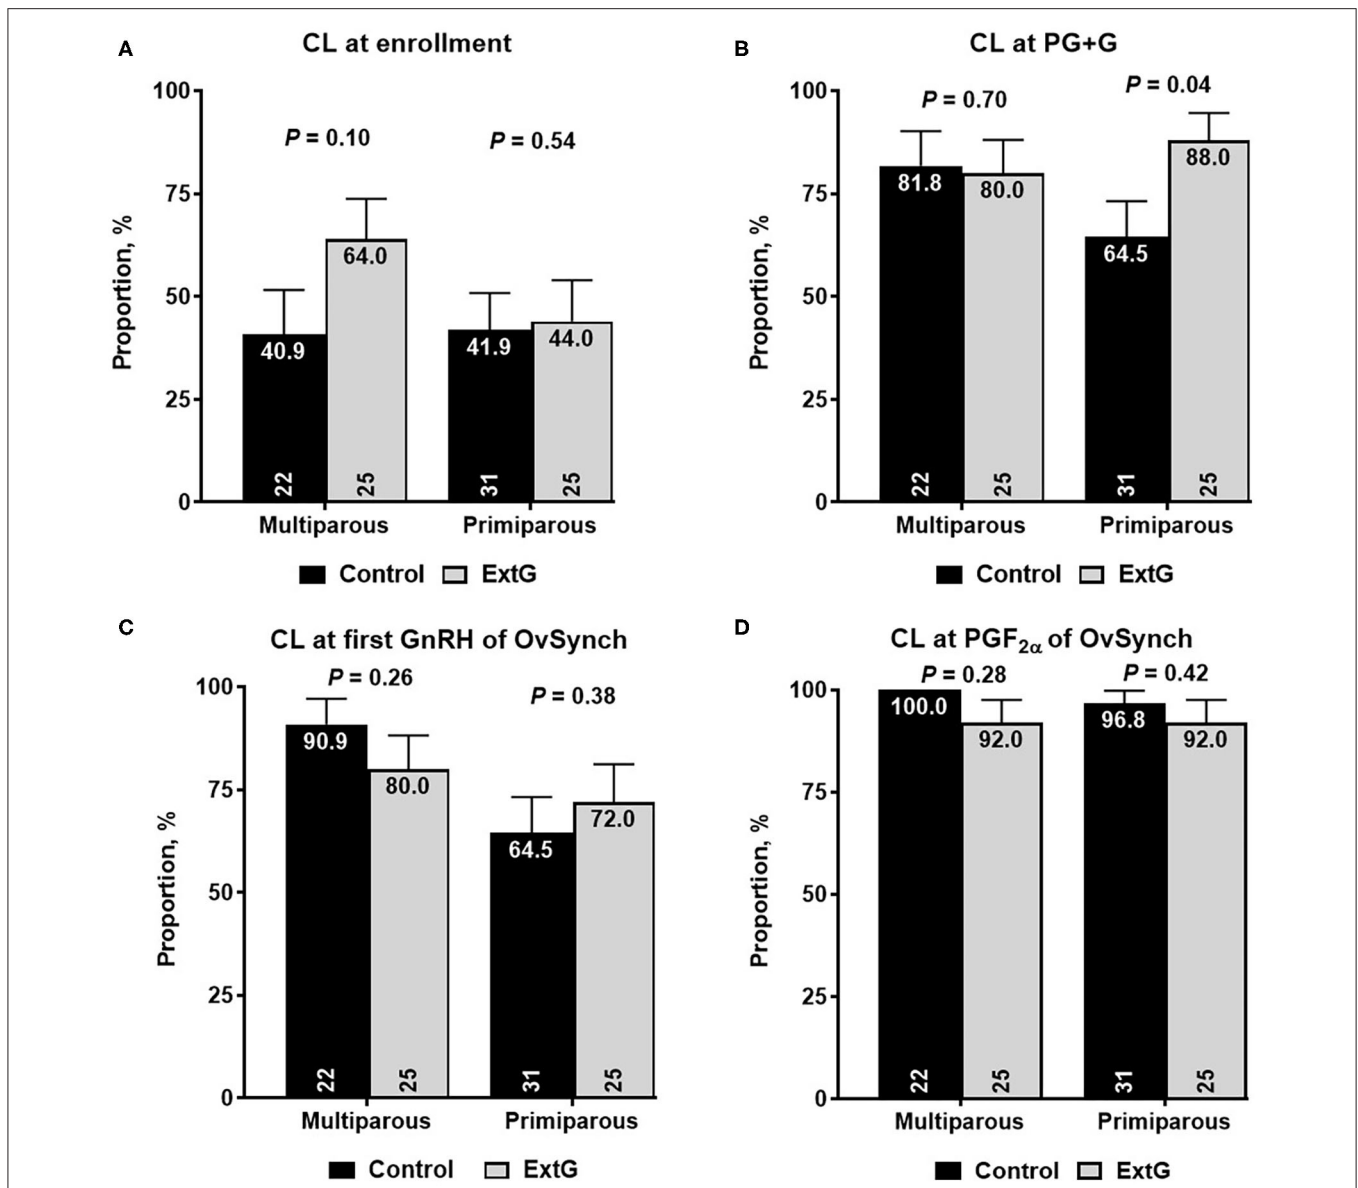 A
CL at enrollment
P = 0.10
P = 0.54
100
75
50
25
0
Proportion, %
40.9
64.0
41.9
44.0
22
25
31
25
Multiparous
Primiparous
Control
ExtG
B
CL at PG+G
P = 0.70
P = 0.04
100
75
50
25
0
Proportion, %
81.8
80.0
64.5
88.0
22
25
31
25
Multiparous
Primiparous
Control
ExtG
C
CL at first GnRH of OvSynch
P = 0.26
P = 0.38
100
75
50
25
0
Proportion, %
90.9
80.0
64.5
72.0
22
25
31
25
Multiparous
Primiparous
Control
ExtG
D
CL at PGF2α of OvSynch
P = 0.28
P = 0.42
100
75
50
25
0
Proportion, %
100.0
92.0
96.8
92.0
22
25
31
25
Multiparous
Primiparous
Control
ExtG